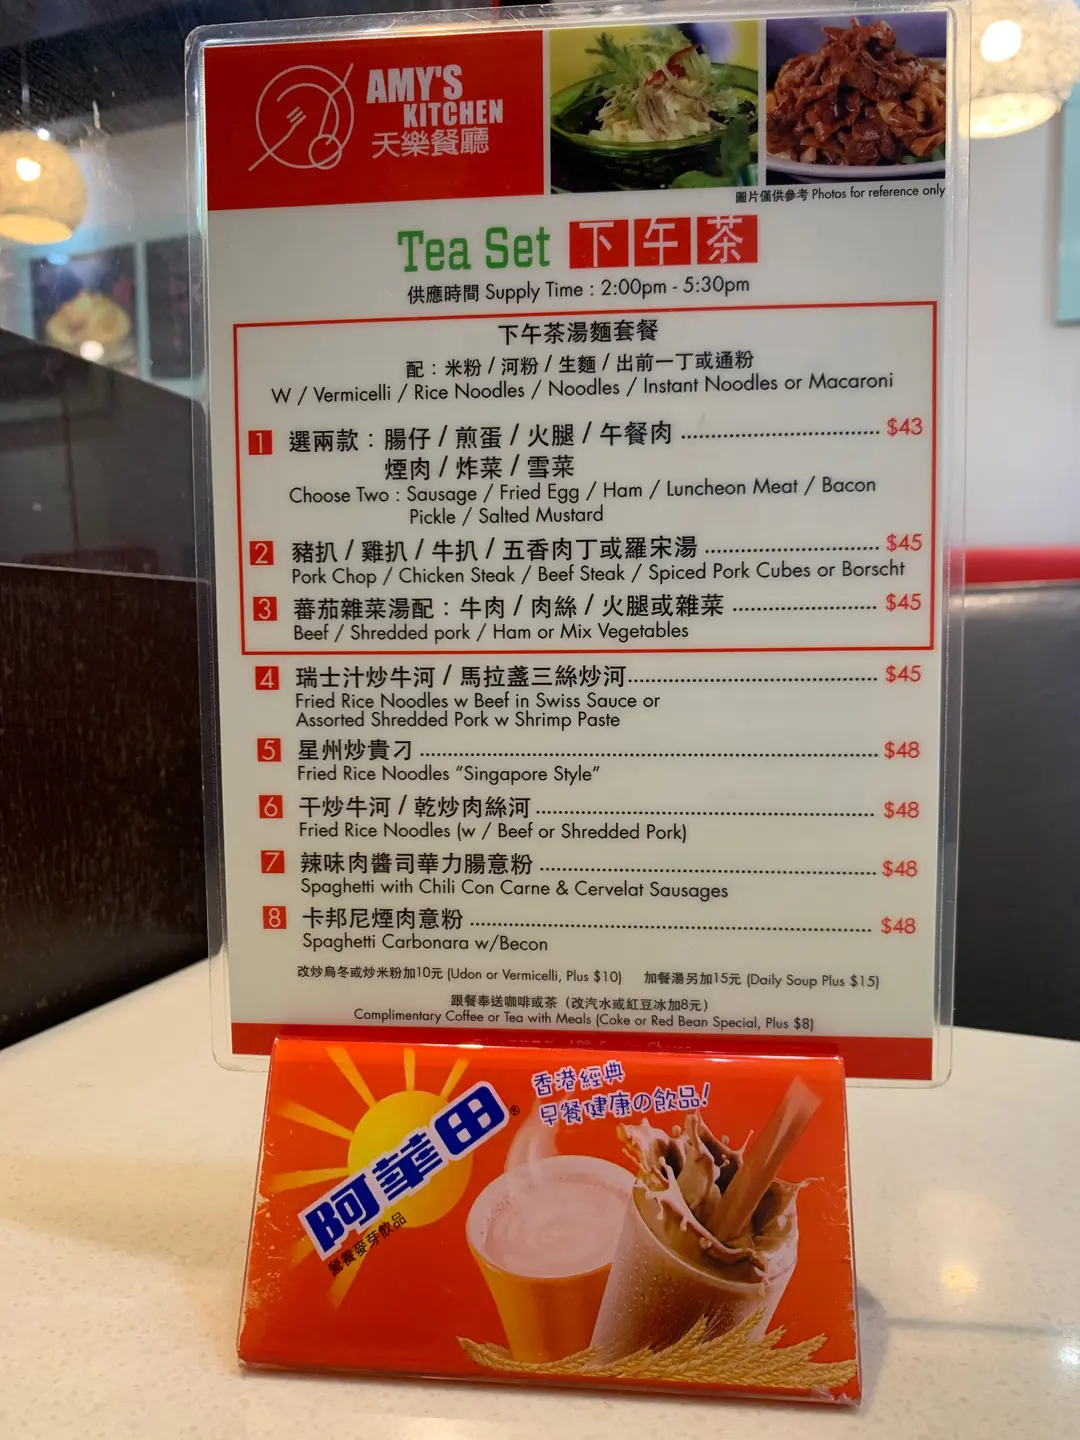 AMY'S
KITCHEN
天樂餐廳
圖片僅供參考 Photos for reference only
Tea Set 下午茶
供應時間 Supply Time : 2:00pm - 5:30pm
下午茶湯麵套餐
配 : 米粉 / 河粉 / 生麵 / 出前一丁或通粉
W / Vermicelli / Rice Noodles / Noodles / Instant Noodles or Macaroni
1 選兩款 : 腸仔 / 煎蛋 / 火腿 / 午餐肉 $43
煙肉 / 炸菜 / 雪菜
Choose Two : Sausage / Fried Egg / Ham / Luncheon Meat / Bacon
Pickle / Salted Mustard
2 豬扒 / 雞扒 / 牛扒 / 五香肉丁或羅宋湯 $45
Pork Chop / Chicken Steak / Beef Steak / Spiced Pork Cubes or Borscht
3 蕃茄雜菜湯配 : 牛肉 / 肉絲 / 火腿或雜菜 $45
Beef / Shredded pork / Ham or Mix Vegetables
4 瑞士汁炒牛河 / 馬拉盞三絲炒河 $45
Fried Rice Noodles w Beef in Swiss Sauce or
Assorted Shredded Pork w Shrimp Paste
5 星州炒貴刁 $48
Fried Rice Noodles “Singapore Style”
6 干炒牛河 / 乾炒肉絲河 $48
Fried Rice Noodles (w / Beef or Shredded Pork)
7 辣味肉醬司華力腸意粉 $48
Spaghetti with Chili Con Carne & Cervelat Sausages
8 卡邦尼煙肉意粉 $48
Spaghetti Carbonara w/Becon
改炒烏冬或炒米粉加10元 (Udon or Vermicelli, Plus $10) 加餐湯另加15元 (Daily Soup Plus $15)
跟餐奉送咖啡或茶（改汽水或紅豆冰加8元）
Complimentary Coffee or Tea with Meals (Coke or Red Bean Special, Plus $8)
香港經典
早餐健康の飲品!
阿華田®
營養麥芽飲品